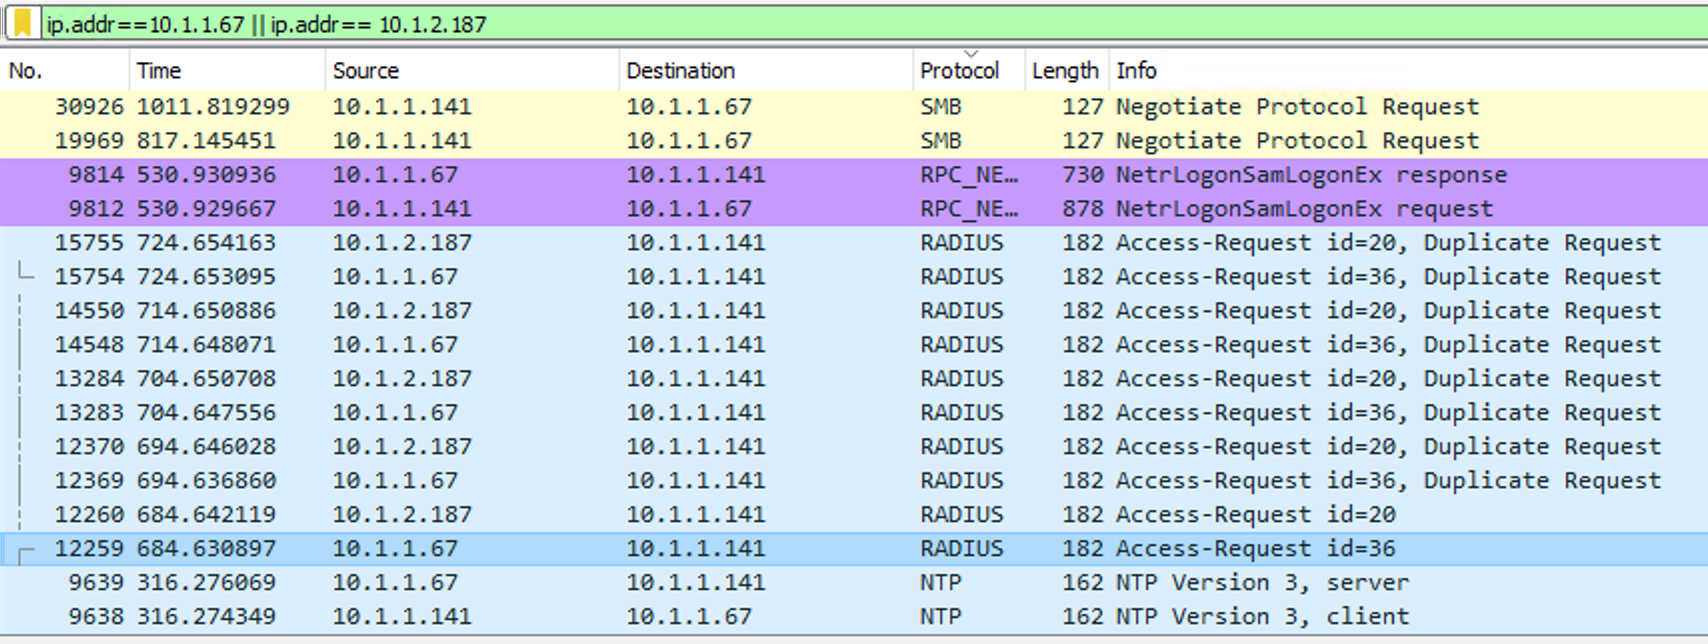 ip.addr==10.1.1.67 || ip.addr== 10.1.2.187
No. Time Source Destination Protocol Length Info
30926 1011.819299 10.1.1.141 10.1.1.67 SMB 127 Negotiate Protocol Request
19969 817.145451 10.1.1.141 10.1.1.67 SMB 127 Negotiate Protocol Request
9814 530.930936 10.1.1.67 10.1.1.141 RPC_NE… 730 NetrLogonSamLogonEx response
9812 530.929667 10.1.1.141 10.1.1.67 RPC_NE… 878 NetrLogonSamLogonEx request
15755 724.654163 10.1.2.187 10.1.1.141 RADIUS 182 Access-Request id=20, Duplicate Request
15754 724.653095 10.1.1.67 10.1.1.141 RADIUS 182 Access-Request id=36, Duplicate Request
14550 714.650886 10.1.2.187 10.1.1.141 RADIUS 182 Access-Request id=20, Duplicate Request
14548 714.648071 10.1.1.67 10.1.1.141 RADIUS 182 Access-Request id=36, Duplicate Request
13284 704.650708 10.1.2.187 10.1.1.141 RADIUS 182 Access-Request id=20, Duplicate Request
13283 704.647556 10.1.1.67 10.1.1.141 RADIUS 182 Access-Request id=36, Duplicate Request
12370 694.646028 10.1.2.187 10.1.1.141 RADIUS 182 Access-Request id=20, Duplicate Request
12369 694.636860 10.1.1.67 10.1.1.141 RADIUS 182 Access-Request id=36, Duplicate Request
12260 684.642119 10.1.2.187 10.1.1.141 RADIUS 182 Access-Request id=20
12259 684.630897 10.1.1.67 10.1.1.141 RADIUS 182 Access-Request id=36
9639 316.276069 10.1.1.67 10.1.1.141 NTP 162 NTP Version 3, server
9638 316.274349 10.1.1.141 10.1.1.67 NTP 162 NTP Version 3, client